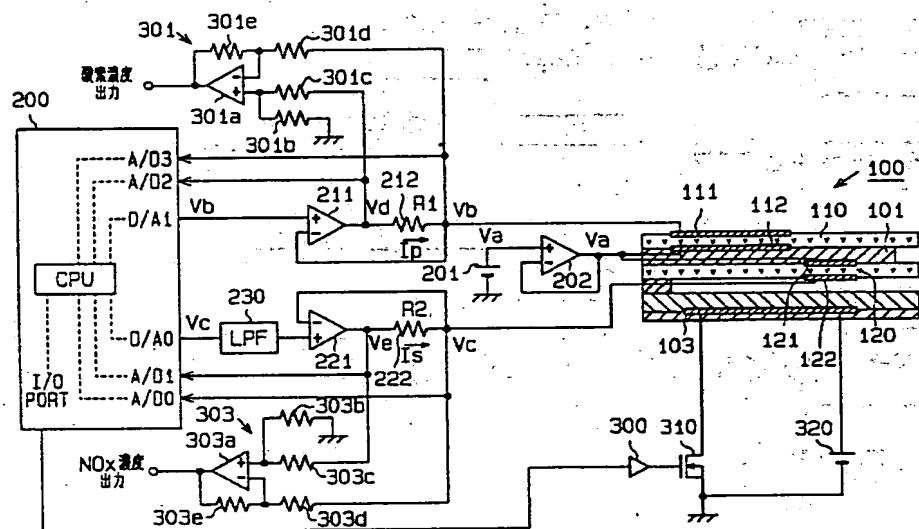 301
301e
301d
酸素濃度
出力
301c
301a
301b
200
A/D3
A/D2
D/A1
Vb
211
212
R1
Vd
Ip
Vb
CPU
Va
201
Va
202
100
111
112
110
101
230
D/A0
Vc
LPF
R2
221
Ve
Is
222
Vc
103
121
122
120
I/O
PORT
A/D1
A/D0
303
303b
303a
303c
NOx濃度
出力
303e
303d
300
310
320